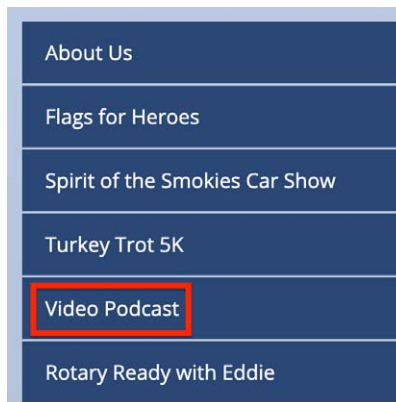 About Us
Flags for Heroes
Spirit of the Smokies Car Show
Turkey Trot 5K
Video Podcast
Rotary Ready with Eddie